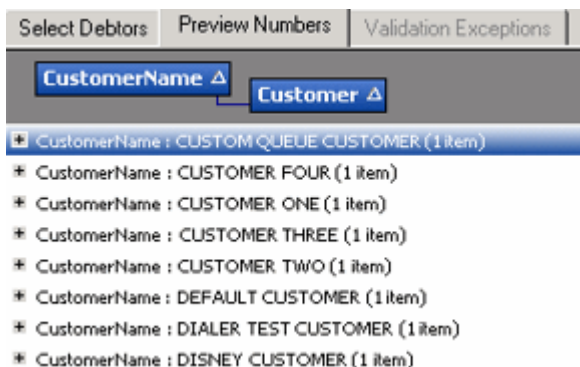 Select Debtors Preview Numbers Validation Exceptions
CustomerName
Customer
CustomerName : CUSTOM QUEUE CUSTOMER (1 item)
CustomerName : CUSTOMER FOUR (1 item)
CustomerName : CUSTOMER ONE (1 item)
CustomerName : CUSTOMER THREE (1 item)
CustomerName : CUSTOMER TWO (1 item)
CustomerName : DEFAULT CUSTOMER (1 item)
CustomerName : DIALER TEST CUSTOMER (1 item)
CustomerName : DISNEY CUSTOMER (1 item)